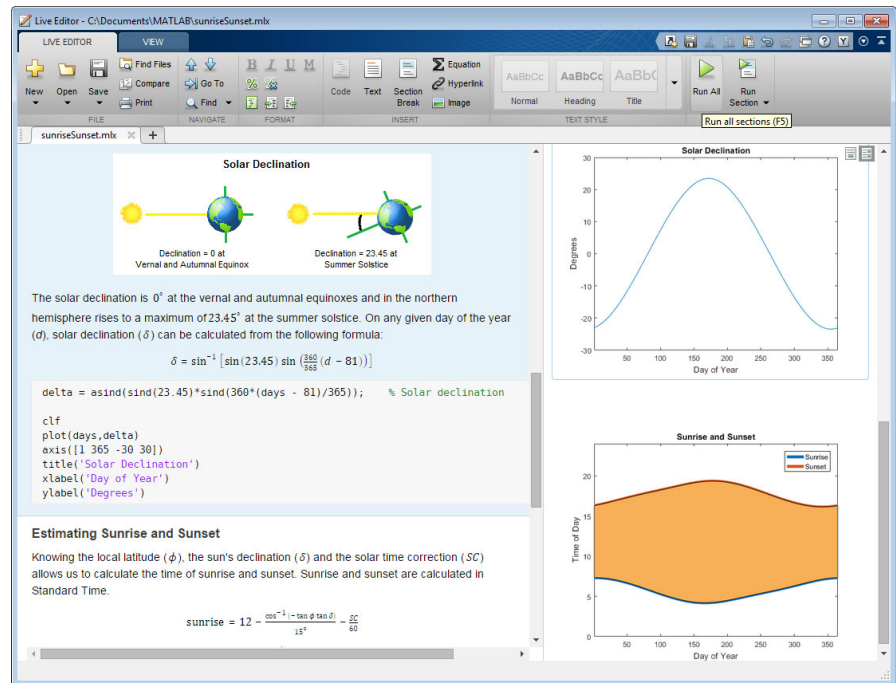 Live Editor - C:\Documents\MATLAB\sunriseSunset.mlx
LIVE EDITOR VIEW
New
Open
Save
Find Files
Compare
Print
FILE
Go To
Find
NAVIGATE
B I U M
FORMAT
Code
Text
Section
Break
Equation
Hyperlink
Image
INSERT
AaBbCc
Normal
AaBbCc
Heading
AaBb(
Title
TEXT STYLE
Run All
Run
Section
Run all sections (F5)
sunriseSunset.mlx
Solar Declination
Declination = 0 at
Vernal and Autumnal Equinox
Declination = 23.45 at
Summer Solstice
The solar declination is 0° at the vernal and autumnal equinoxes and in the northern
hemisphere rises to a maximum of 23.45° at the summer solstice. On any given day of the year
(d), solar declination (δ) can be calculated from the following formula:
δ = sin⁻¹ [sin(23.45) sin (360/365 (d − 81))]
delta = asind(sind(23.45)*sind(360*(days - 81)/365)); % Solar declination
clf
plot(days,delta)
axis([1 365 -30 30])
title('Solar Declination')
xlabel('Day of Year')
ylabel('Degrees')
Estimating Sunrise and Sunset
Knowing the local latitude (ϕ), the sun's declination (δ) and the solar time correction (SC)
allows us to calculate the time of sunrise and sunset. Sunrise and sunset are calculated in
Standard Time.
sunrise = 12 − cos⁻¹ (− tan ϕ tan δ)/15° − SC/60
Solar Declination
30
20
10
0
-10
-20
-30
Degrees
50 100 150 200 250 300 350
Day of Year
Sunrise and Sunset
Sunrise
Sunset
20
15
10
5
0
Time of Day
50 100 150 200 250 300 350
Day of Year